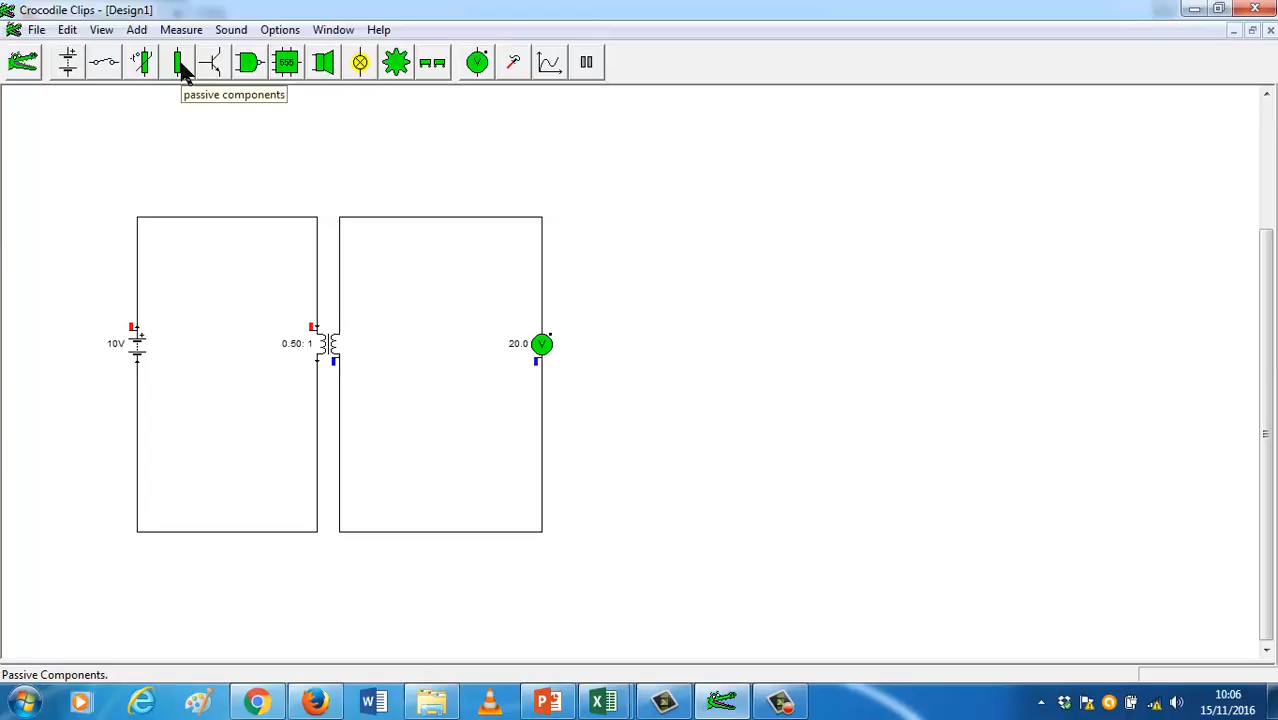 Crocodile Clips - [Design1]
File Edit View Add Measure Sound Options Window Help
555
V
passive components
10V
0.50: 1
20.0
V
Passive Components.
10:06
15/11/2016